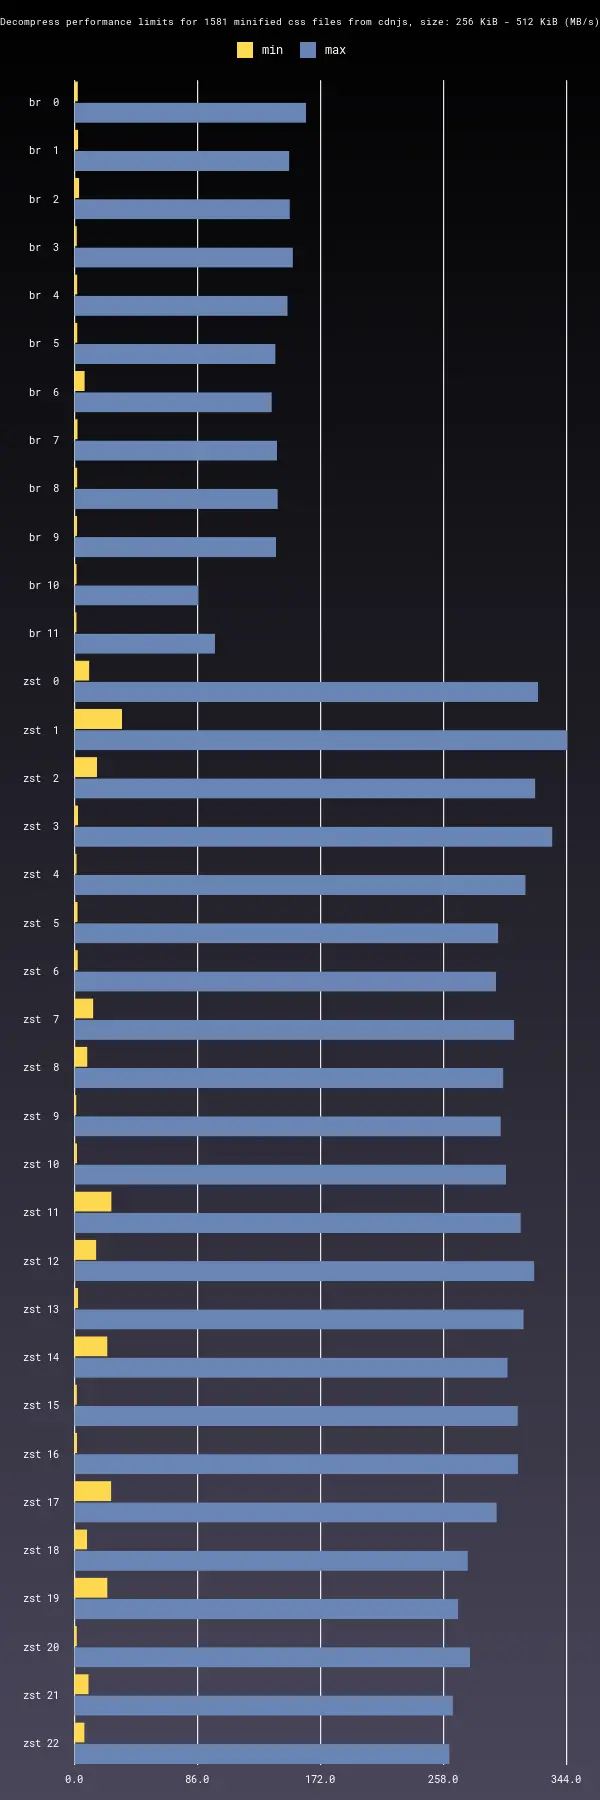 Decompress performance limits for 1581 minified css files from cdnjs, size: 256 KiB - 512 KiB (MB/s)
min max
br 0
br 1
br 2
br 3
br 4
br 5
br 6
br 7
br 8
br 9
br 10
br 11
zst 0
zst 1
zst 2
zst 3
zst 4
zst 5
zst 6
zst 7
zst 8
zst 9
zst 10
zst 11
zst 12
zst 13
zst 14
zst 15
zst 16
zst 17
zst 18
zst 19
zst 20
zst 21
zst 22
0.0 86.0 172.0 258.0 344.0